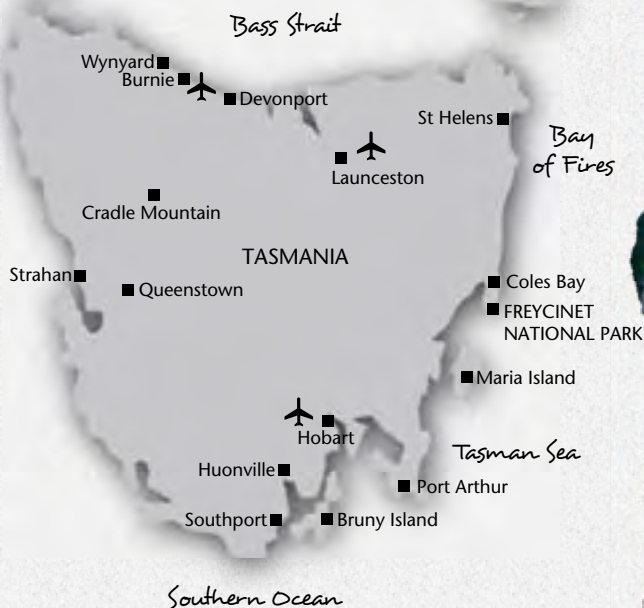 Bass Strait
Wynyard
Burnie
Devonport
St Helens
Bay
of Fires
Launceston
Cradle Mountain
TASMANIA
Strahan
Queenstown
Coles Bay
FREYCINET
NATIONAL PARK
Maria Island
Hobart
Tasman Sea
Huonville
Port Arthur
Southport
Bruny Island
Southern Ocean